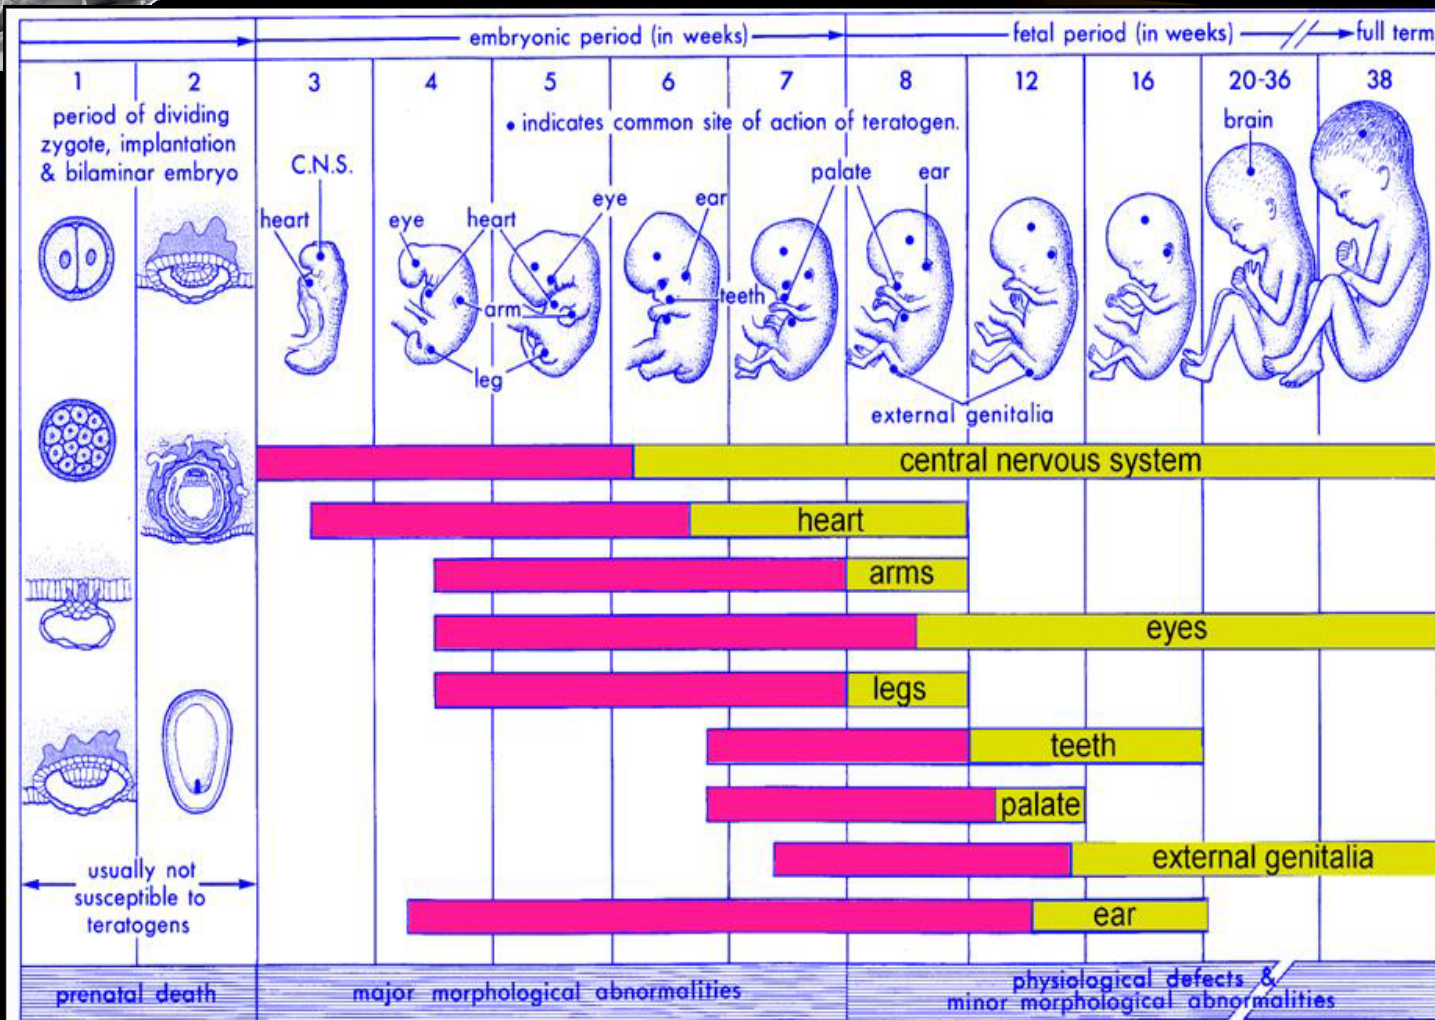 embryonic period (in weeks)
fetal period (in weeks)
full term
1
2
3
4
5
6
7
8
12
16
20-36
38
period of dividing
zygote, implantation
& bilaminar embryo
• indicates common site of action of teratogen.
C.N.S.
heart
eye
heart
arm
leg
eye
ear
teeth
palate
ear
brain
external genitalia
central nervous system
heart
arms
eyes
legs
teeth
palate
external genitalia
ear
usually not
susceptible to
teratogens
prenatal death
major morphological abnormalities
physiological defects &
minor morphological abnormalities